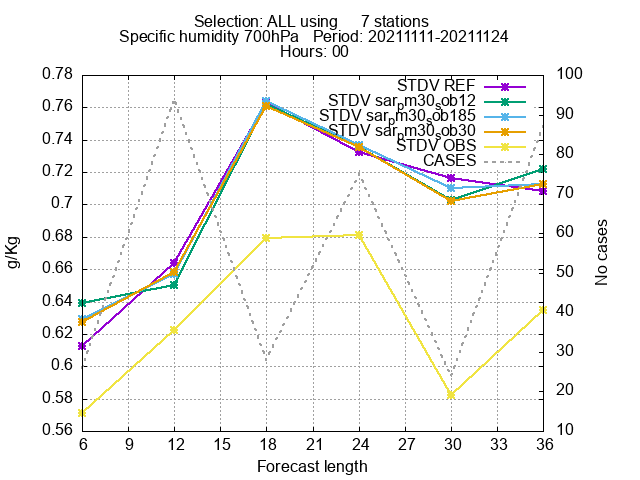 Selection: ALL using 7 stations
Specific humidity 700hPa Period: 20211111-20211124
Hours: 00
STDV REF
STDV sarpm30sob12
STDV sarpm30sob185
STDV sarpm30sob30
STDV OBS
CASES
0.78
0.76
0.74
0.72
0.7
0.68
0.66
0.64
0.62
0.6
0.58
0.56
g/Kg
100
90
80
70
60
50
40
30
20
10
No cases
6 9 12 15 18 21 24 27 30 33 36
Forecast length